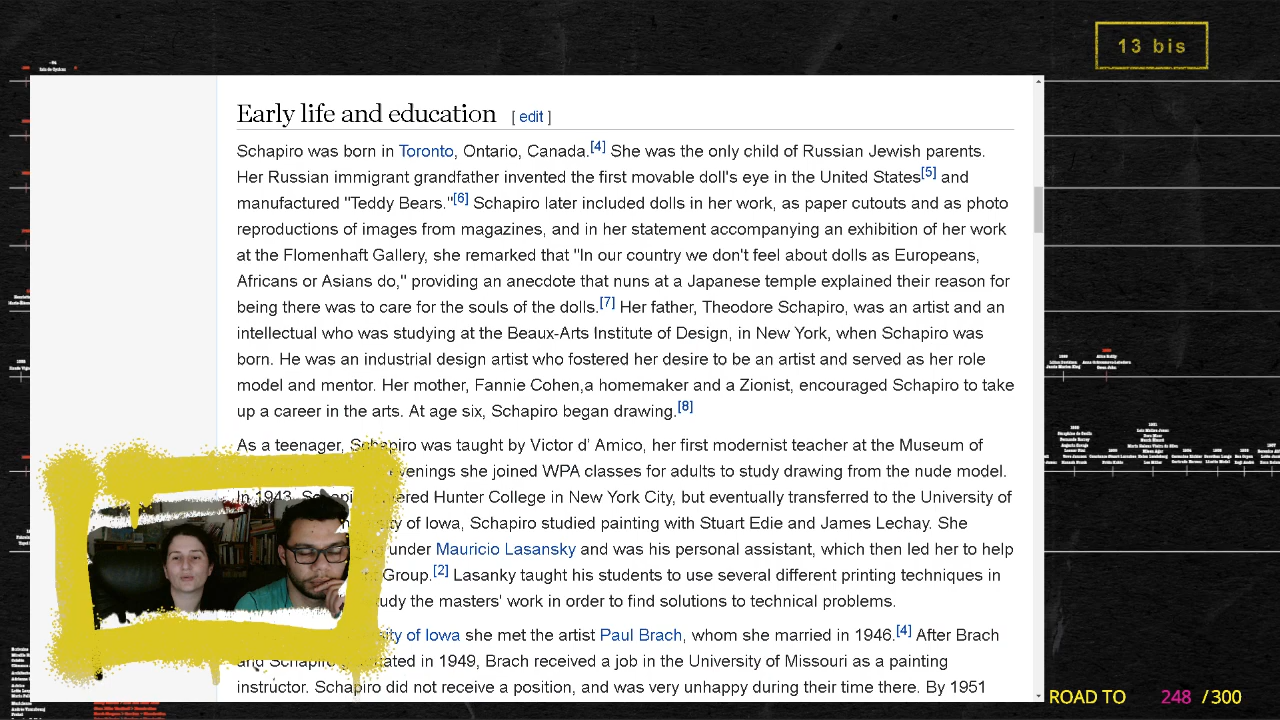 13 bis
Early life and education [ edit ]
Schapiro was born in Toronto, Ontario, Canada.[4] She was the only child of Russian Jewish parents.
Her Russian immigrant grandfather invented the first movable doll's eye in the United States[5] and
manufactured "Teddy Bears."[6] Schapiro later included dolls in her work, as paper cutouts and as photo
reproductions of images from magazines, and in her statement accompanying an exhibition of her work
at the Flomenhaft Gallery, she remarked that "In our country we don't feel about dolls as Europeans,
Africans or Asians do," providing an anecdote that nuns at a Japanese temple explained their reason for
being there was to care for the souls of the dolls.[7] Her father, Theodore Schapiro, was an artist and an
intellectual who was studying at the Beaux-Arts Institute of Design, in New York, when Schapiro was
born. He was an industrial design artist who fostered her desire to be an artist and served as her role
model and mentor. Her mother, Fannie Cohen,a homemaker and a Zionist, encouraged Schapiro to take
up a career in the arts. At age six, Schapiro began drawing.[8]
As a teenager, Schapiro was taught by Victor d' Amico, her first modernist teacher at the Museum of
she joined WPA classes for adults to study drawing from the nude model.
In 1943, entered Hunter College in New York City, but eventually transferred to the University of
of Iowa, Schapiro studied painting with Stuart Edie and James Lechay. She
under Mauricio Lasansky and was his personal assistant, which then led her to help
Group.[2] Lasanky taught his students to use several different printing techniques in
the masters' work in order to find solutions to technical problems.
of Iowa she met the artist Paul Brach, whom she married in 1946.[4] After Brach
and Schapiro in 1949, Brach received a job in the University of Missouri as a painting
instructor. Schapiro did not receive a position, and was very unhappy during their time there. By 1951
ROAD TO 248 / 300